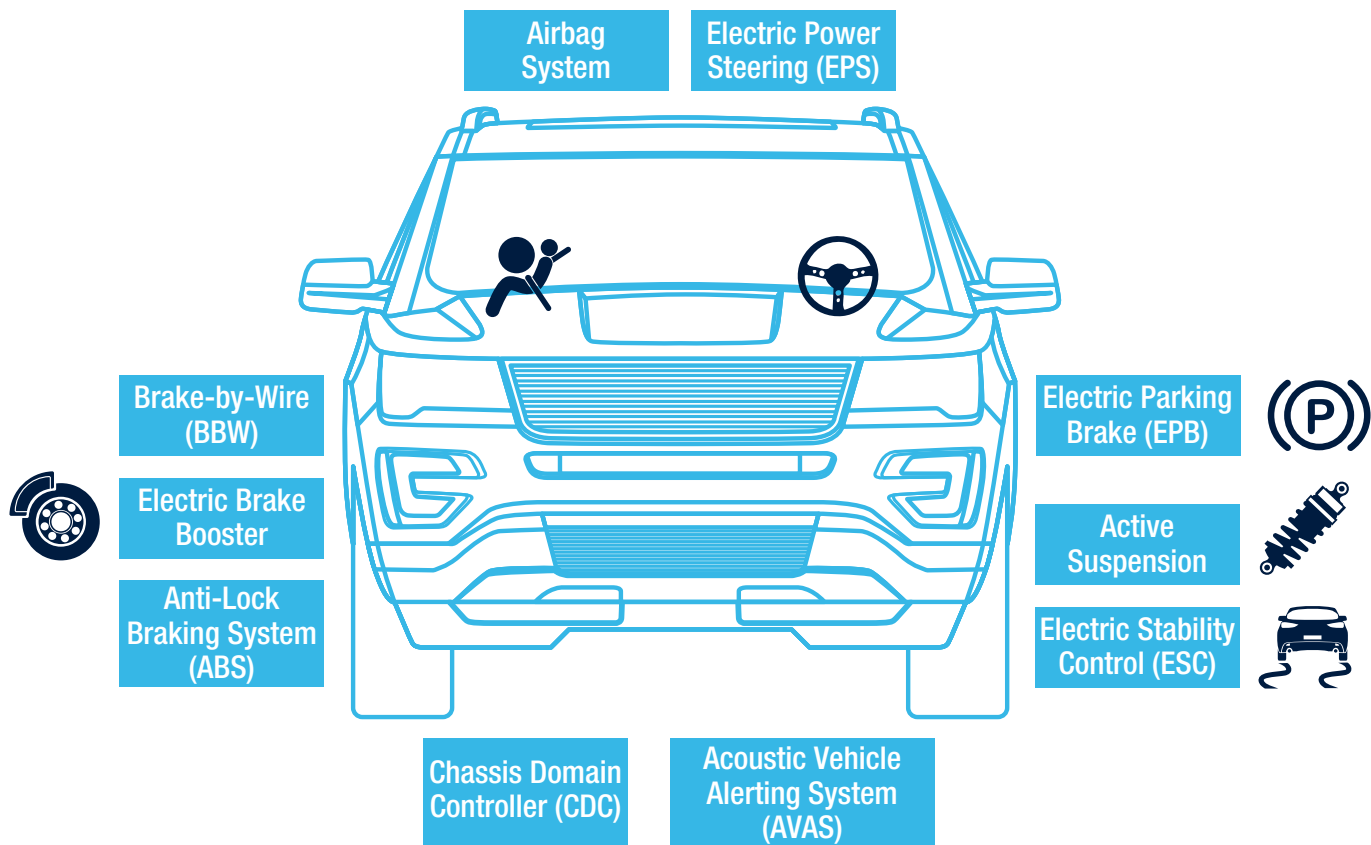 Airbag
System
Electric Power
Steering (EPS)
Brake-by-Wire
(BBW)
Electric Parking
Brake (EPB)
P
Electric Brake
Booster
Active
Suspension
Anti-Lock
Braking System
(ABS)
Electric Stability
Control (ESC)
Chassis Domain
Controller (CDC)
Acoustic Vehicle
Alerting System
(AVAS)